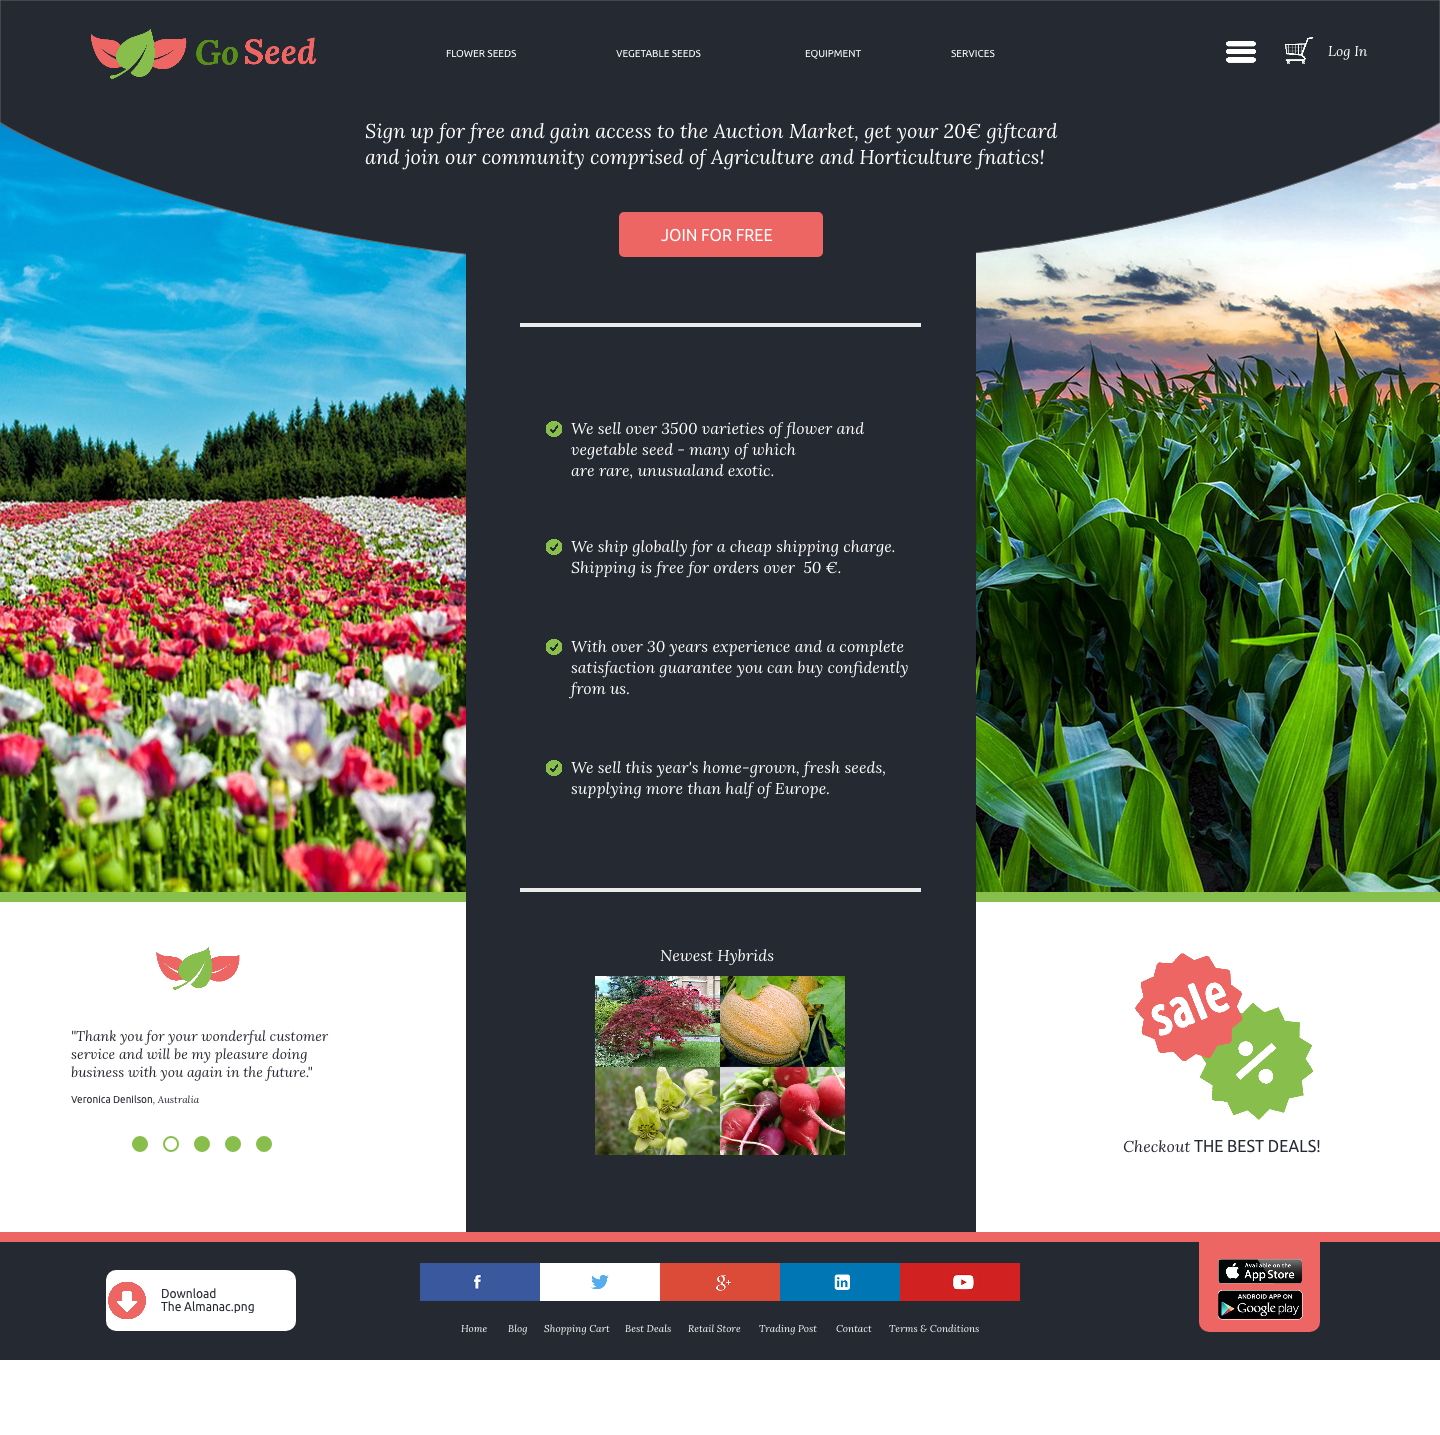 Go Seed
FLOWER SEEDS
VEGETABLE SEEDS
EQUIPMENT
SERVICES
Log In
Sign up for free and gain access to the Auction Market, get your 20€ giftcard
and join our community comprised of Agriculture and Horticulture fnatics!
JOIN FOR FREE
We sell over 3500 varieties of flower and
vegetable seed - many of which
are rare, unusualand exotic.
We ship globally for a cheap shipping charge.
Shipping is free for orders over  50 €.
With over 30 years experience and a complete
satisfaction guarantee you can buy confidently
from us.
We sell this year's home-grown, fresh seeds,
supplying more than half of Europe.
"Thank you for your wonderful customer
service and will be my pleasure doing
business with you again in the future."
Veronica Denilson, Australia
Newest Hybrids
sale
%
Checkout THE BEST DEALS!
Download
The Almanac.png
f
g+
in
Home
Blog
Shopping Cart
Best Deals
Retail Store
Trading Post
Contact
Terms & Conditions
Available on the
App Store
ANDROID APP ON
Google play